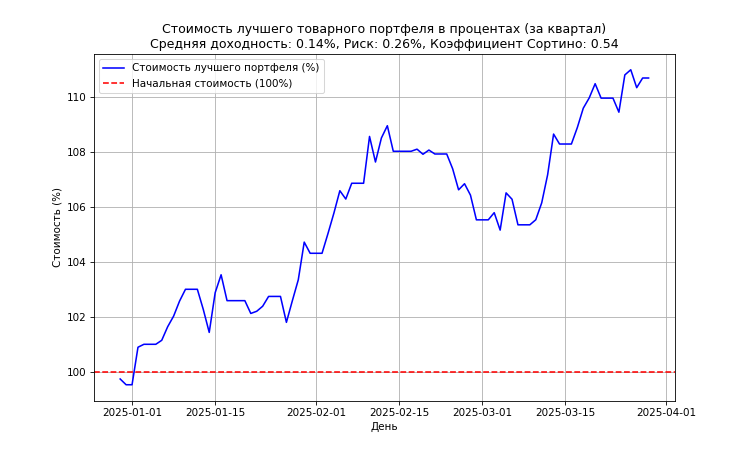 Стоимость лучшего товарного портфеля в процентах (за квартал)
Средняя доходность: 0.14%, Риск: 0.26%, Коэффициент Сортино: 0.54
Стоимость лучшего портфеля (%)
Начальная стоимость (100%)
Стоимость (%)
110
108
106
104
102
100
2025-01-01
2025-01-15
2025-02-01
2025-02-15
2025-03-01
2025-03-15
2025-04-01
День